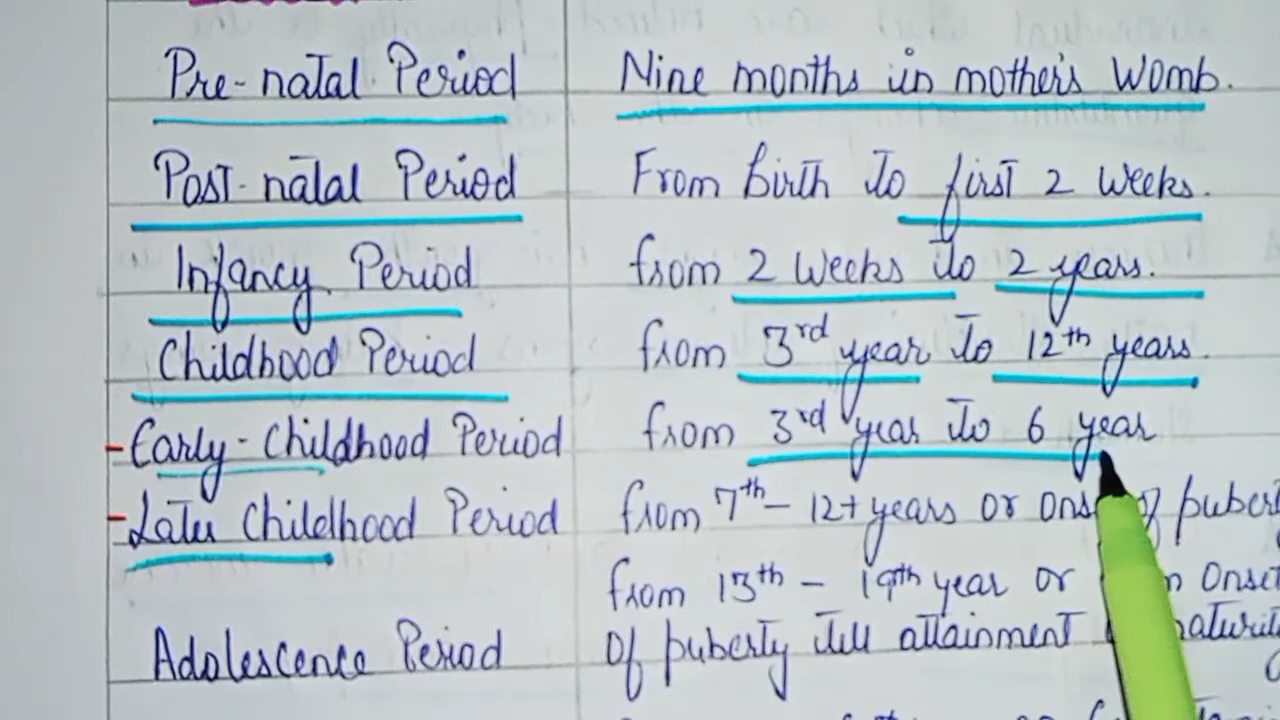 Pre-natal Period Nine months in mother's Womb.
Post-natal Period From birth to first 2 weeks.
Infancy Period from 2 weeks to 2 years.
Childhood Period from 3rd year to 12th years.
- Early-Childhood Period from 3rd year to 6 year
- Later Childhood Period from 7th - 12+ years or of
from 13th - 19th year or
Adolescence Period of puberty till attainment